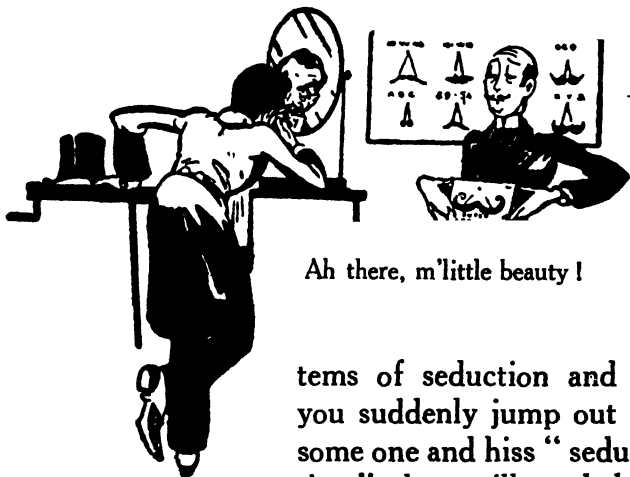 Ah there, m'little beauty !
tems of seduction and
you suddenly jump out
some one and hiss “ sedu